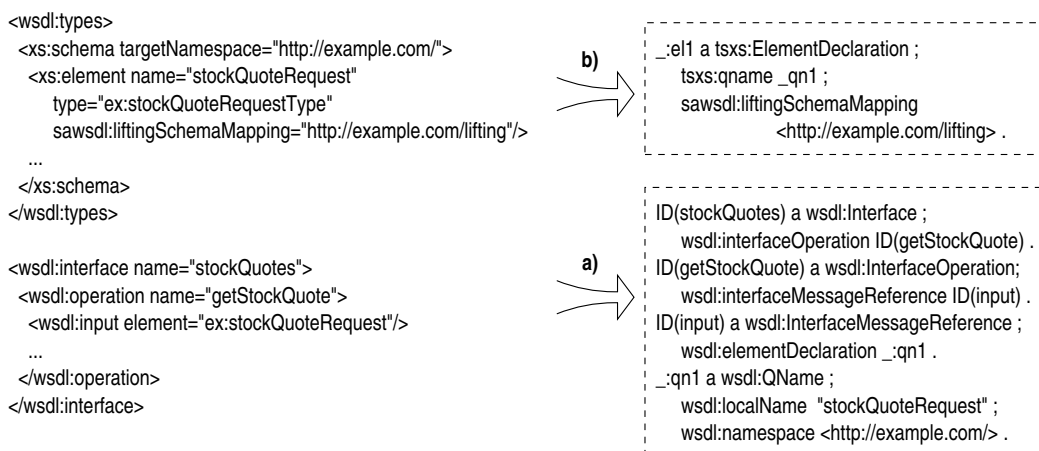 <wsdl:types>
<xs:schema targetNamespace="http://example.com/">
<xs:element name="stockQuoteRequest"
type="ex:stockQuoteRequestType"
sawsdl:liftingSchemaMapping="http://example.com/lifting"/>
...
</xs:schema>
</wsdl:types>
<wsdl:interface name="stockQuotes">
<wsdl:operation name="getStockQuote">
<wsdl:input element="ex:stockQuoteRequest"/>
...
</wsdl:operation>
</wsdl:interface>
b)
_:el1 a tsxs:ElementDeclaration ;
tsxs:qname _qn1 ;
sawsdl:liftingSchemaMapping
<http://example.com/lifting> .
a)
ID(stockQuotes) a wsdl:Interface ;
wsdl:interfaceOperation ID(getStockQuote) .
ID(getStockQuote) a wsdl:InterfaceOperation;
wsdl:interfaceMessageReference ID(input) .
ID(input) a wsdl:InterfaceMessageReference ;
wsdl:elementDeclaration _:qn1 .
_:qn1 a wsdl:QName ;
wsdl:localName "stockQuoteRequest" ;
wsdl:namespace <http://example.com/> .